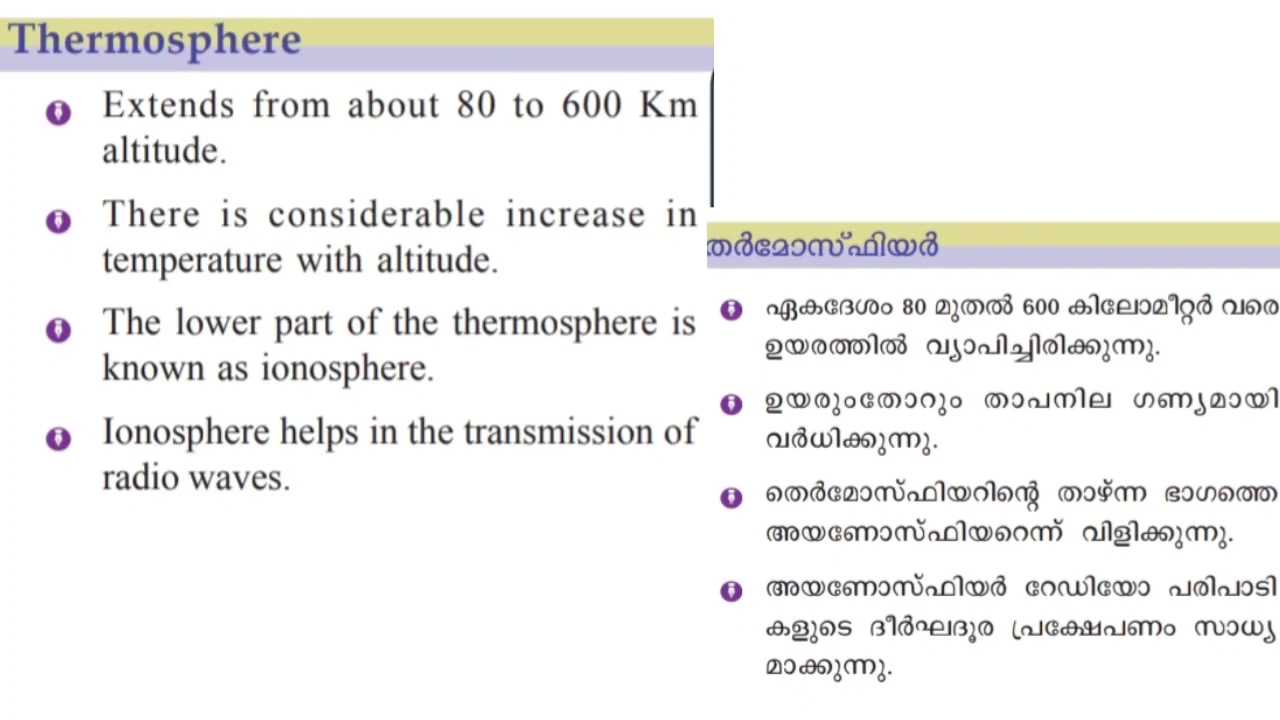 Thermosphere
Extends from about 80 to 600 Km
altitude.
There is considerable increase in
temperature with altitude.
The lower part of the thermosphere is
known as ionosphere.
Ionosphere helps in the transmission of
radio waves.
തെർമോസ്ഫിയർ
ഏകദേശം 80 മുതൽ 600 കിലോമീറ്റർ വരെ
ഉയരത്തിൽ വ്യാപിച്ചിരിക്കുന്നു.
ഉയരുംതോറും താപനില ഗണ്യമായി
വർധിക്കുന്നു.
തെർമോസ്ഫിയറിന്റെ താഴ്ന്ന ഭാഗത്തെ
അയണോസ്ഫിയറെന്ന് വിളിക്കുന്നു.
അയണോസ്ഫിയർ റേഡിയോ പരിപാടി
കളുടെ ദീർഘദൂര പ്രക്ഷേപണം സാധ്യ
മാക്കുന്നു.